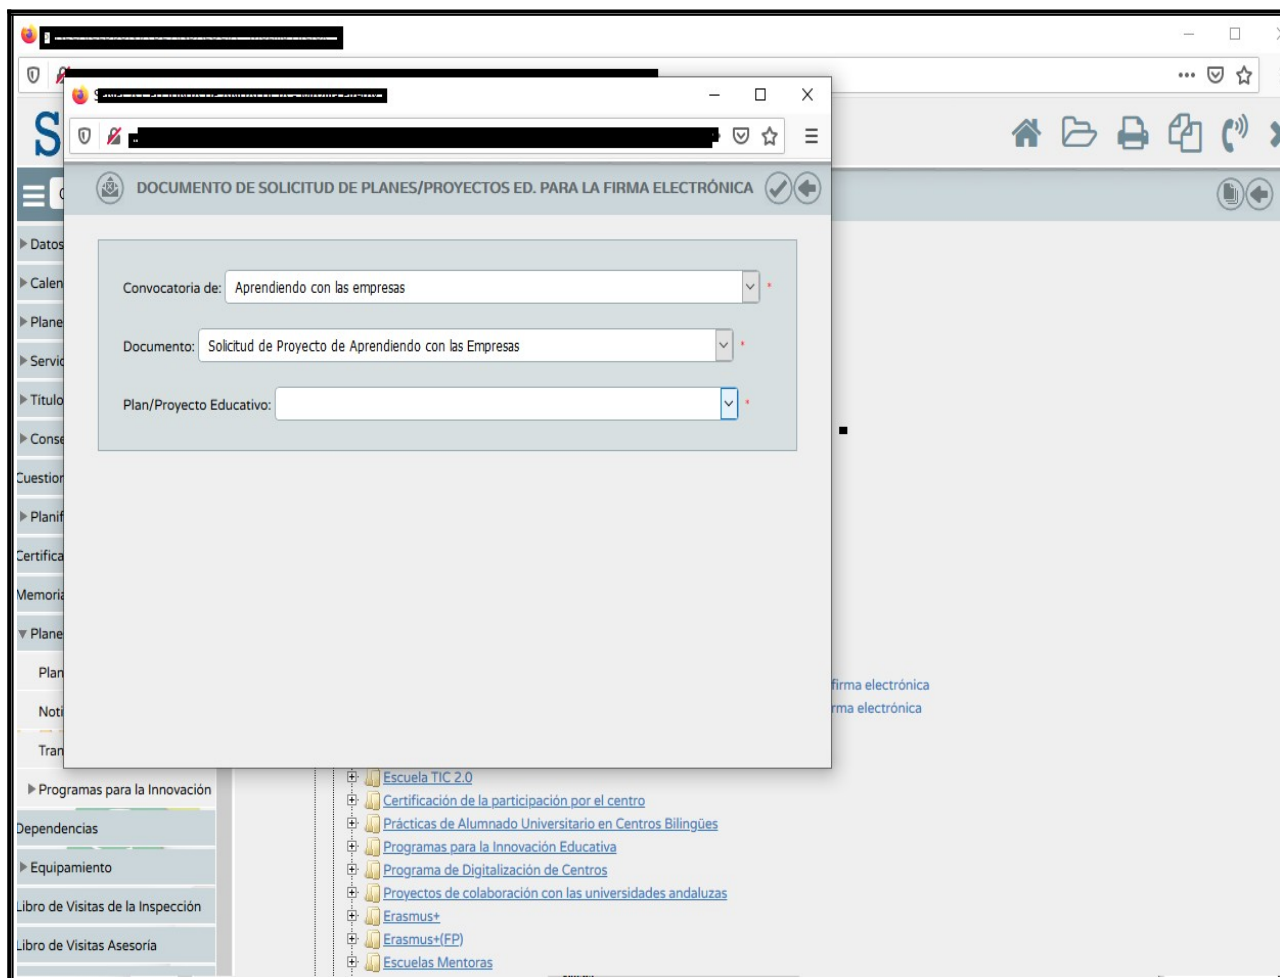 S
DOCUMENTO DE SOLICITUD DE PLANES/PROYECTOS ED. PARA LA FIRMA ELECTRÓNICA
Convocatoria de: Aprendiendo con las empresas *
Documento: Solicitud de Proyecto de Aprendiendo con las Empresas *
Plan/Proyecto Educativo: *
Datos
Calen
Plane
Servic
Titulo
Conse
Cuestion
Planif
Certifica
Memoria
Plane
Plan
Noti
Tran
Programas para la Innovación
Dependencias
Equipamiento
Libro de Visitas de la Inspección
Libro de Visitas Asesoría
firma electrónica
rma electrónica
Escuela TIC 2.0
Certificación de la participación por el centro
Prácticas de Alumnado Universitario en Centros Bilingües
Programas para la Innovación Educativa
Programa de Digitalización de Centros
Proyectos de colaboración con las universidades andaluzas
Erasmus+
Erasmus+(FP)
Escuelas Mentoras